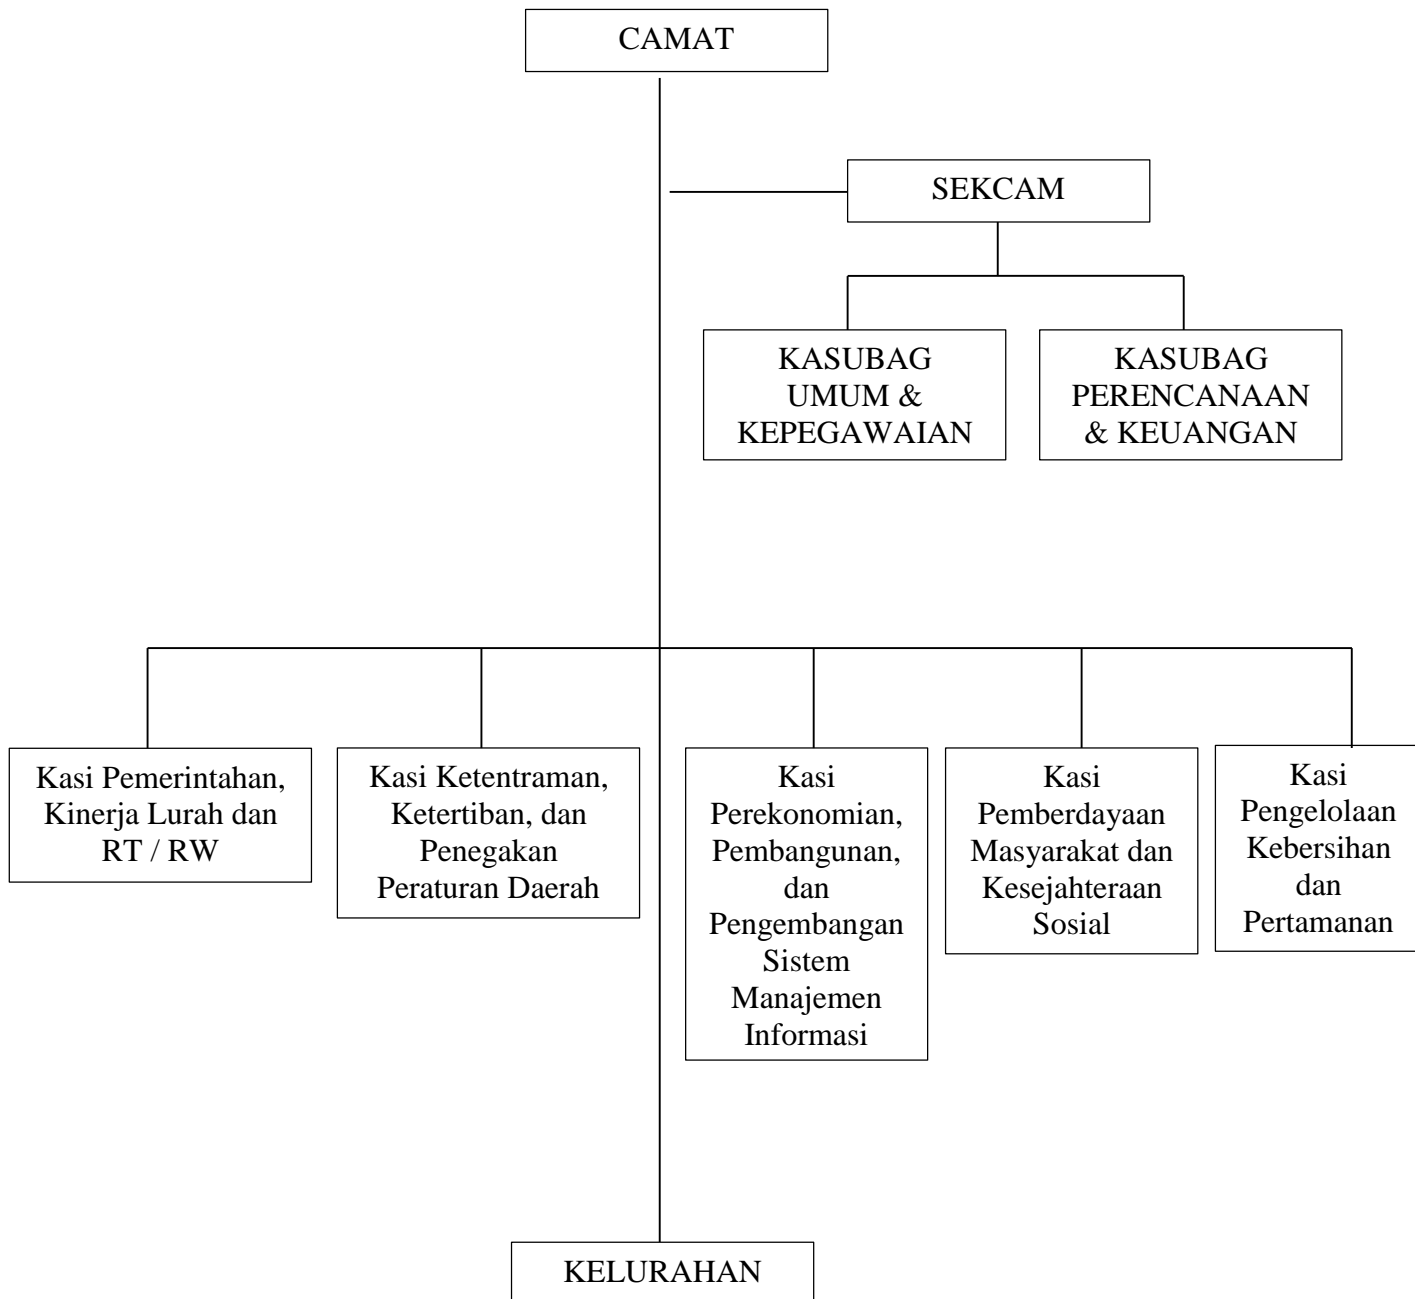 CAMAT
SEKCAM
KASUBAG
UMUM &
KEPEGAWAIAN
KASUBAG
PERENCANAAN
& KEUANGAN
Kasi Pemerintahan,
Kinerja Lurah dan
RT / RW
Kasi Ketentraman,
Ketertiban, dan
Penegakan
Peraturan Daerah
Kasi
Perekonomian,
Pembangunan,
dan
Pengembangan
Sistem
Manajemen
Informasi
Kasi
Pemberdayaan
Masyarakat dan
Kesejahteraan
Sosial
Kasi
Pengelolaan
Kebersihan
dan
Pertamanan
KELURAHAN